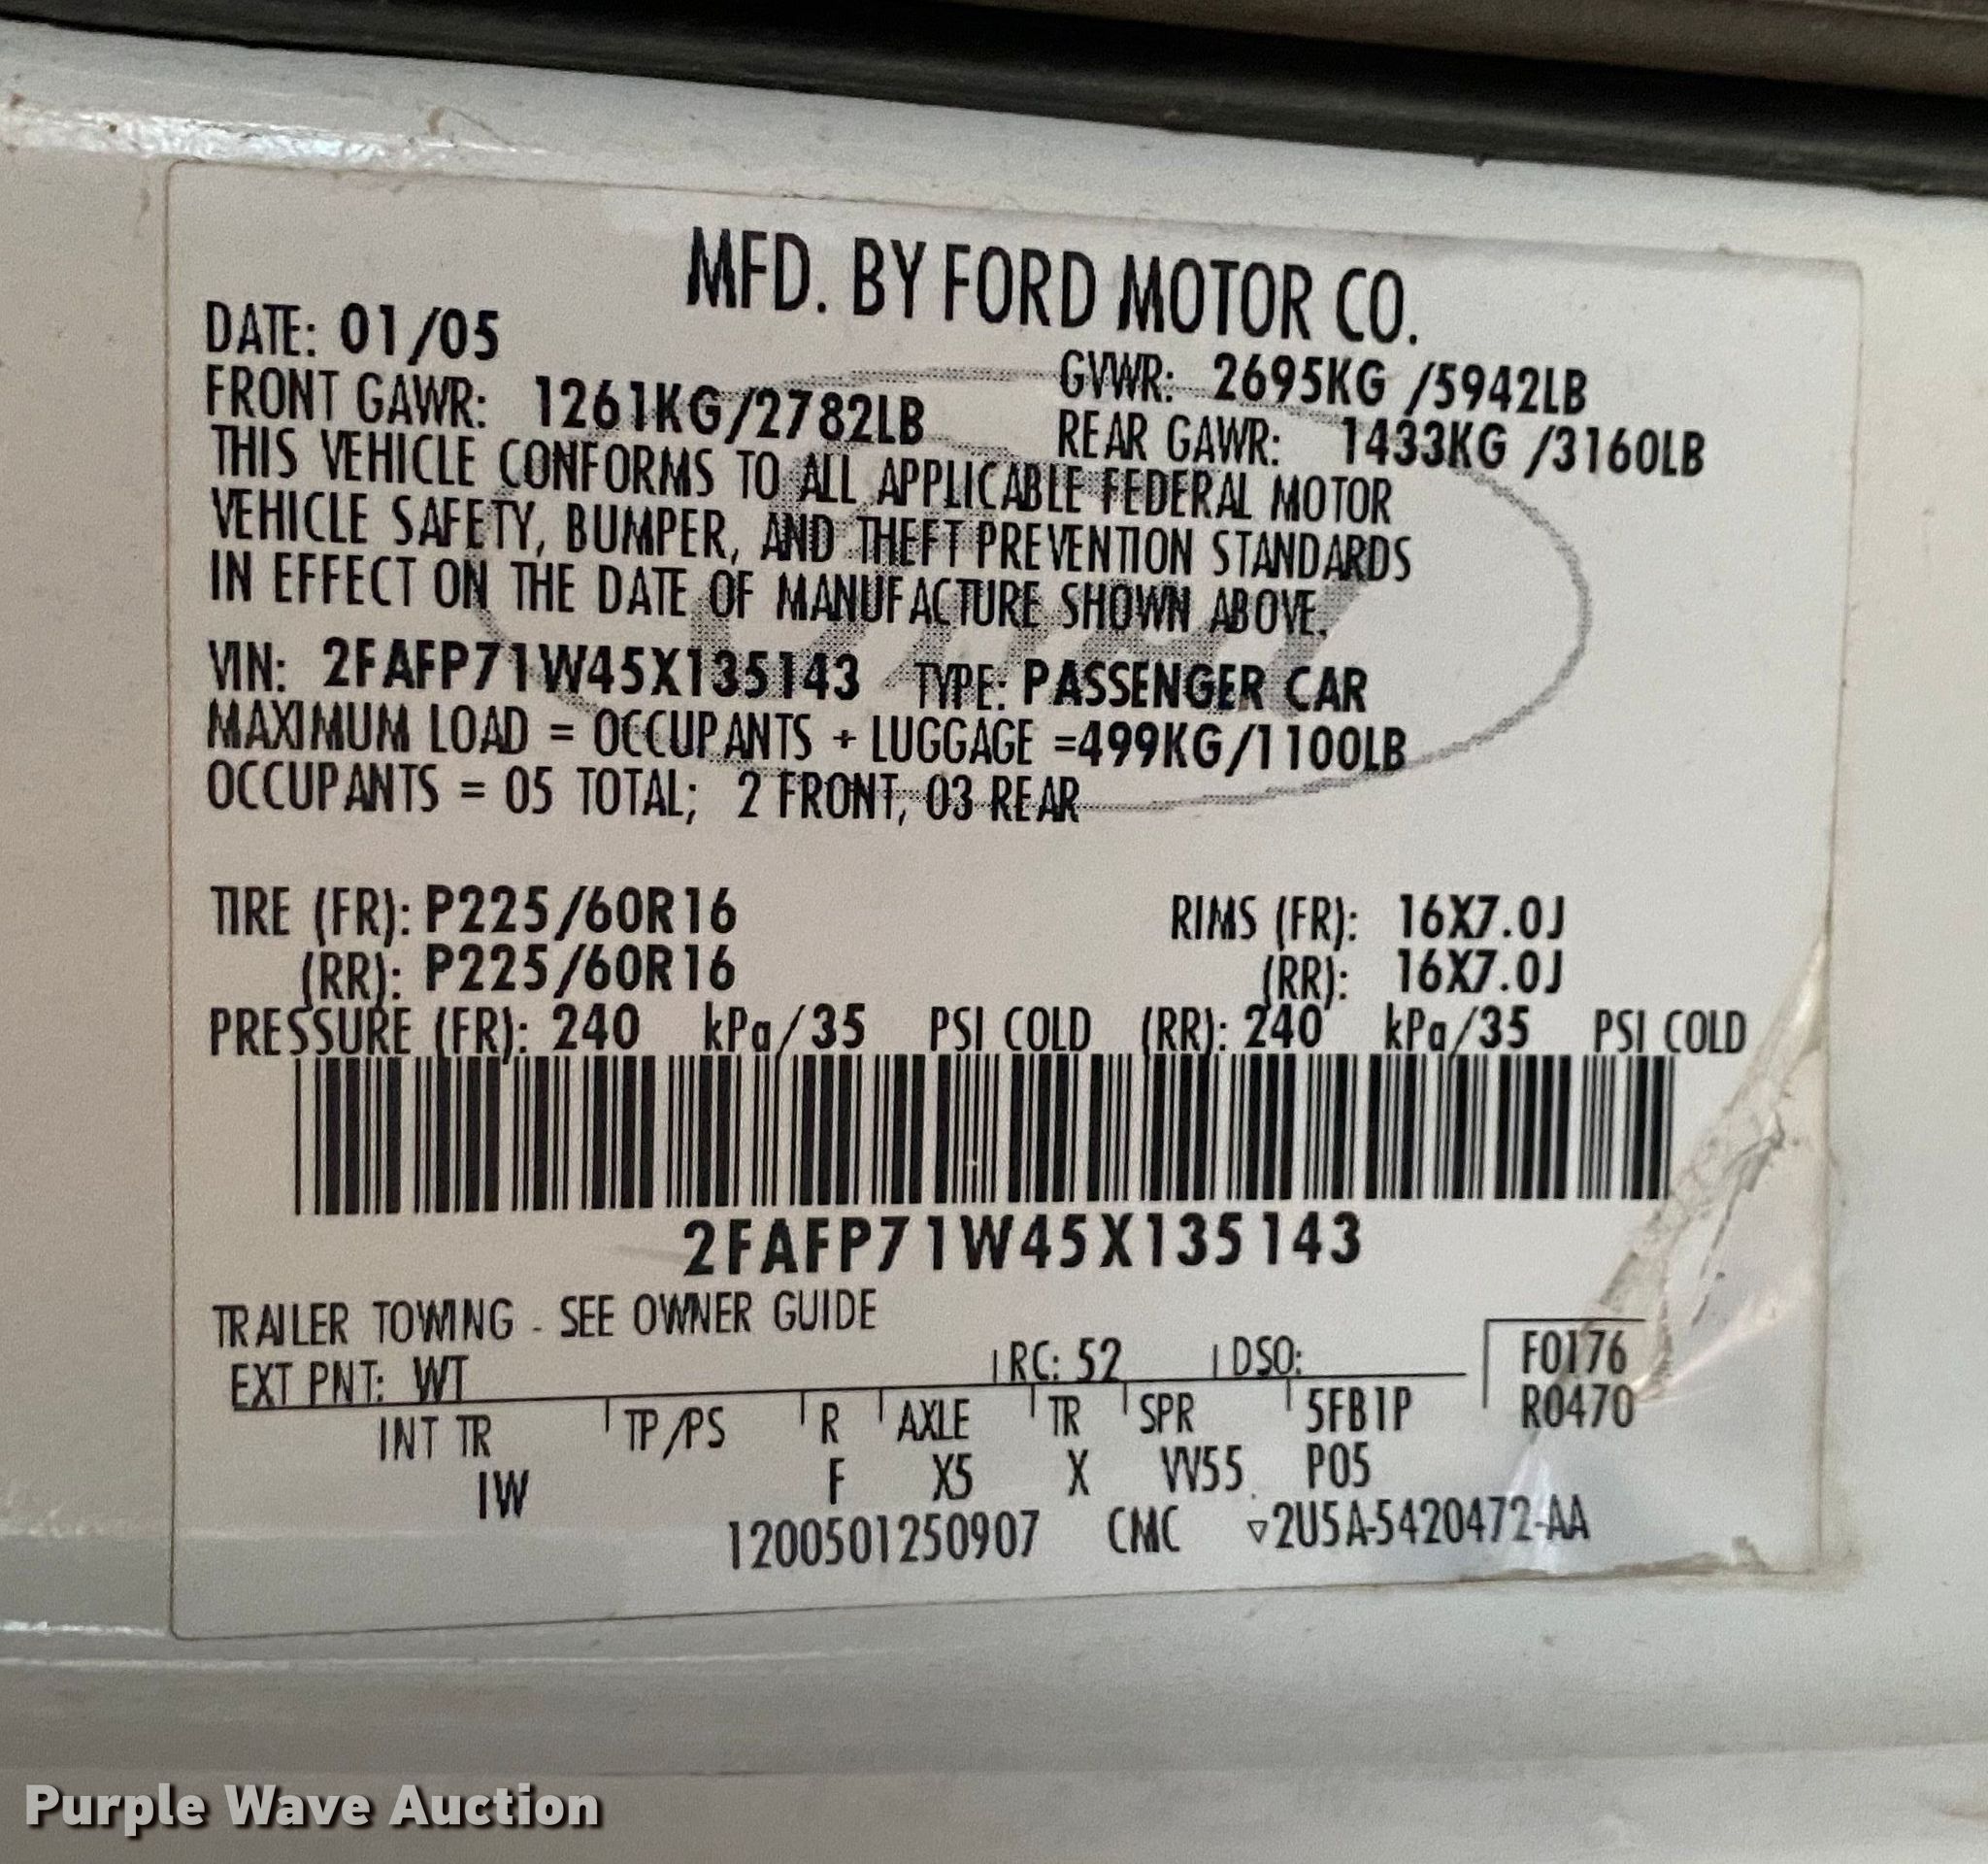 MFD. BY FORD MOTOR CO.
DATE: 01/05
GVWR: 2695KG /5942LB
FRONT GAWR: 1261KG/2782LB
REAR GAWR: 1433KG /3160LB
THIS VEHICLE CONFORMS TO ALL APPLICABLE FEDERAL MOTOR
VEHICLE SAFETY, BUMPER, AND THEFT PREVENTION STANDARDS
IN EFFECT ON THE DATE OF MANUFACTURE SHOWN ABOVE.
VIN: 2FAFP71W45X135143 TYPE: PASSENGER CAR
MAXIMUM LOAD = OCCUPANTS + LUGGAGE =499KG/1100LB
OCCUPANTS = 05 TOTAL; 2 FRONT, 03 REAR
TIRE (FR): P225/60R16 RIMS (FR): 16X7.0J
(RR): P225/60R16 (RR): 16X7.0J
PRESSURE (FR): 240 kPa/35 PSI COLD (RR): 240 kPa/35 PSI COLD
2FAFP71W45X135143
TRAILER TOWING - SEE OWNER GUIDE
EXT PNT: WT RC: 52 DSO: F0176
INT TR TP/PS R AXLE TR SPR 5FB1P R0470
IW F X5 X VV55 P05
1200501250907 CMC ▽2U5A-5420472-AA
Purple Wave Auction